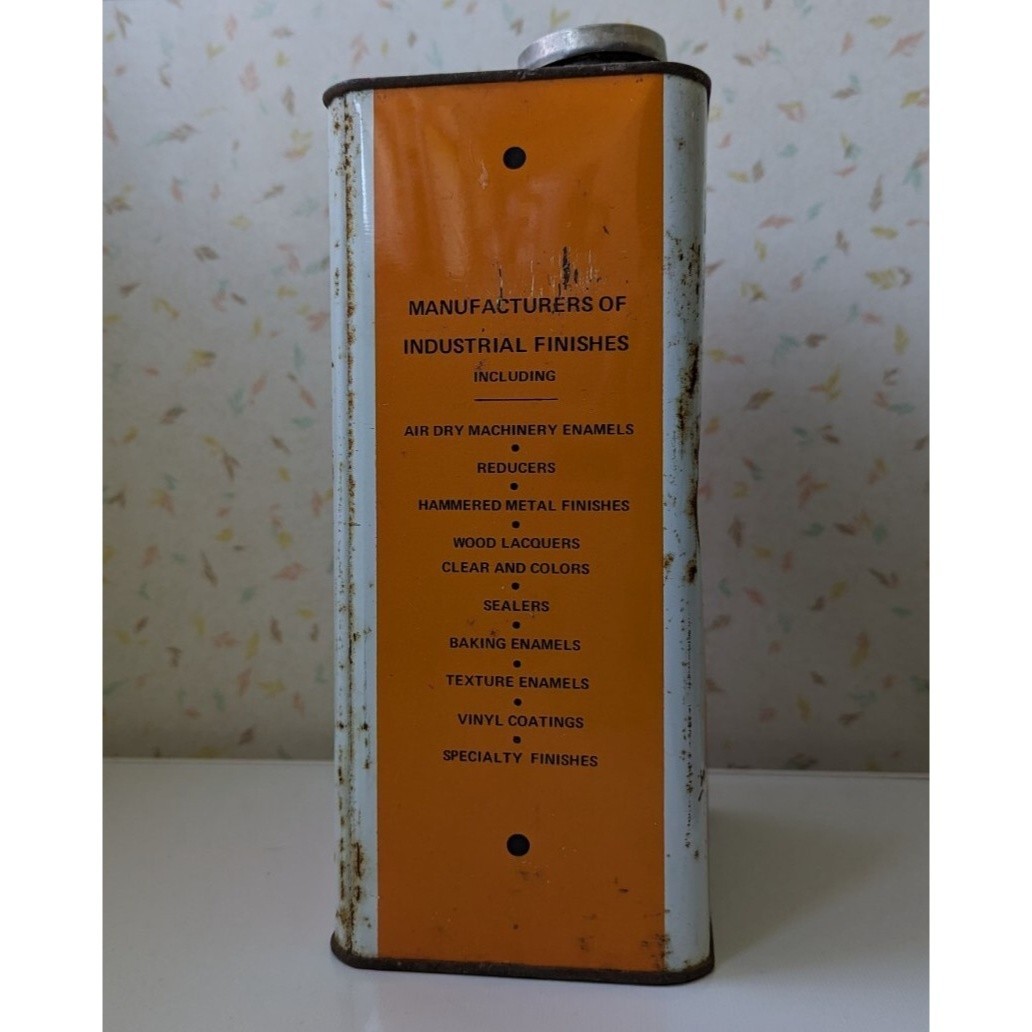 MANUFACTURERS OF
INDUSTRIAL FINISHES
INCLUDING
AIR DRY MACHINERY ENAMELS
REDUCERS
HAMMERED METAL FINISHES
WOOD LACQUERS
CLEAR AND COLORS
SEALERS
BAKING ENAMELS
TEXTURE ENAMELS
VINYL COATINGS
SPECIALTY FINISHES